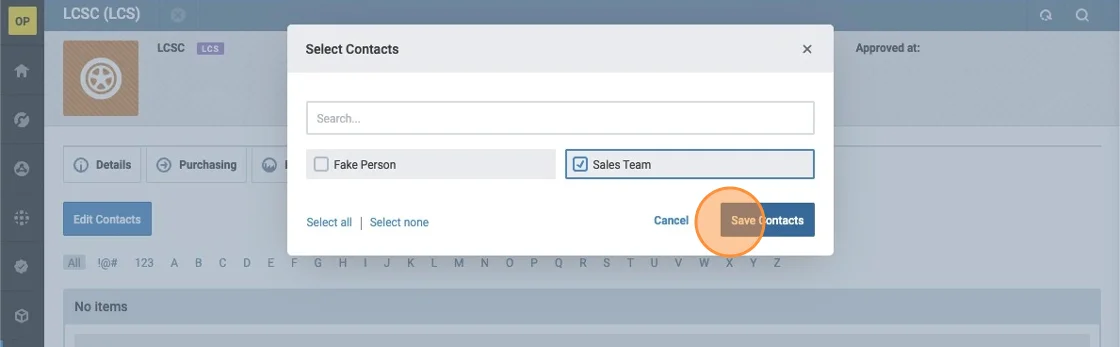 OP
LCSC (LCS)
LCSC LCS
Approved at:
Select Contacts
Search...
Fake Person
Sales Team
Details
Purchasing
Select all | Select none
Cancel
Save Contacts
Edit Contacts
All !@# 123 A B C D E F G H I J K L M N O P Q R S T U V W X Y Z
No items